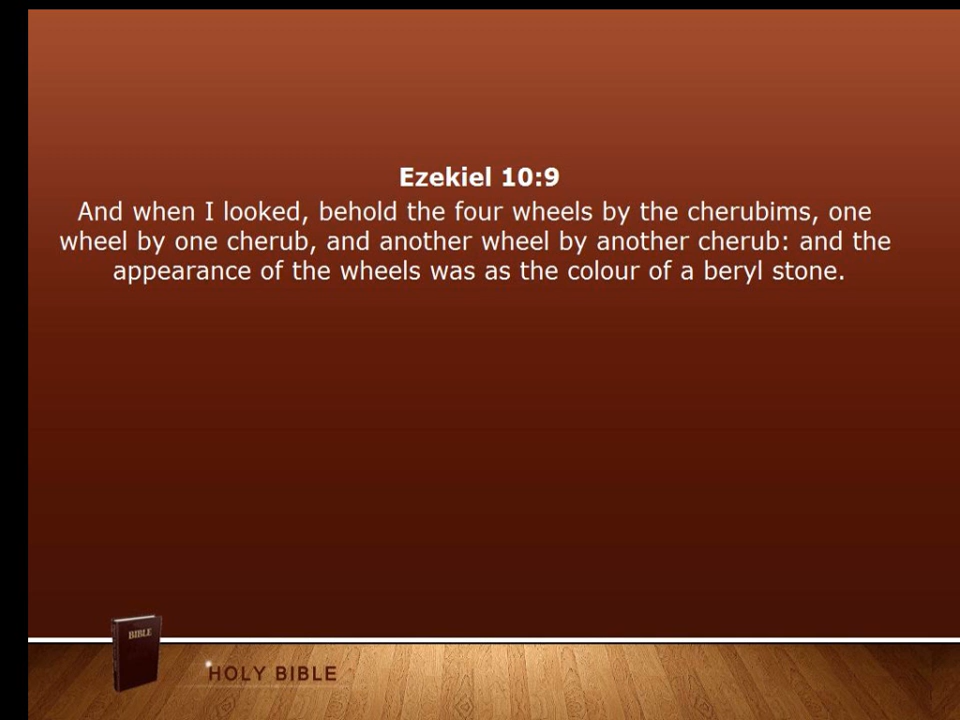 Ezekiel 10:9
And when I looked, behold the four wheels by the cherubims, one
wheel by one cherub, and another wheel by another cherub: and the
appearance of the wheels was as the colour of a beryl stone.
BIBLE
HOLY BIBLE